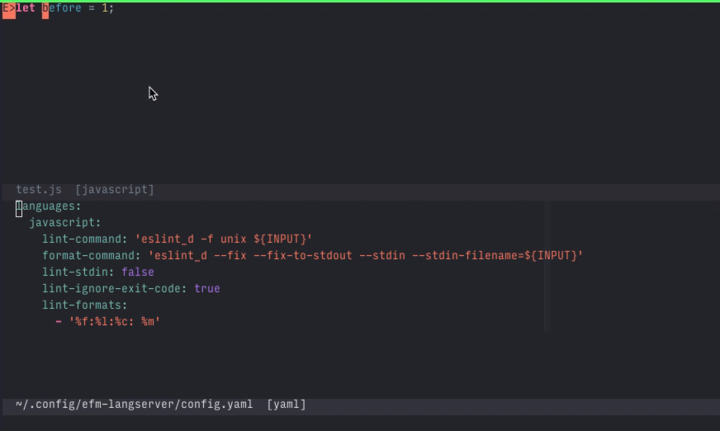 E>let before = 1;
test.js [javascript]
languages:
  javascript:
    lint-command: 'eslint_d -f unix ${INPUT}'
    format-command: 'eslint_d --fix --fix-to-stdout --stdin --stdin-filename=${INPUT}'
    lint-stdin: false
    lint-ignore-exit-code: true
    lint-formats:
      - '%f:%l:%c: %m'
~/.config/efm-langserver/config.yaml [yaml]